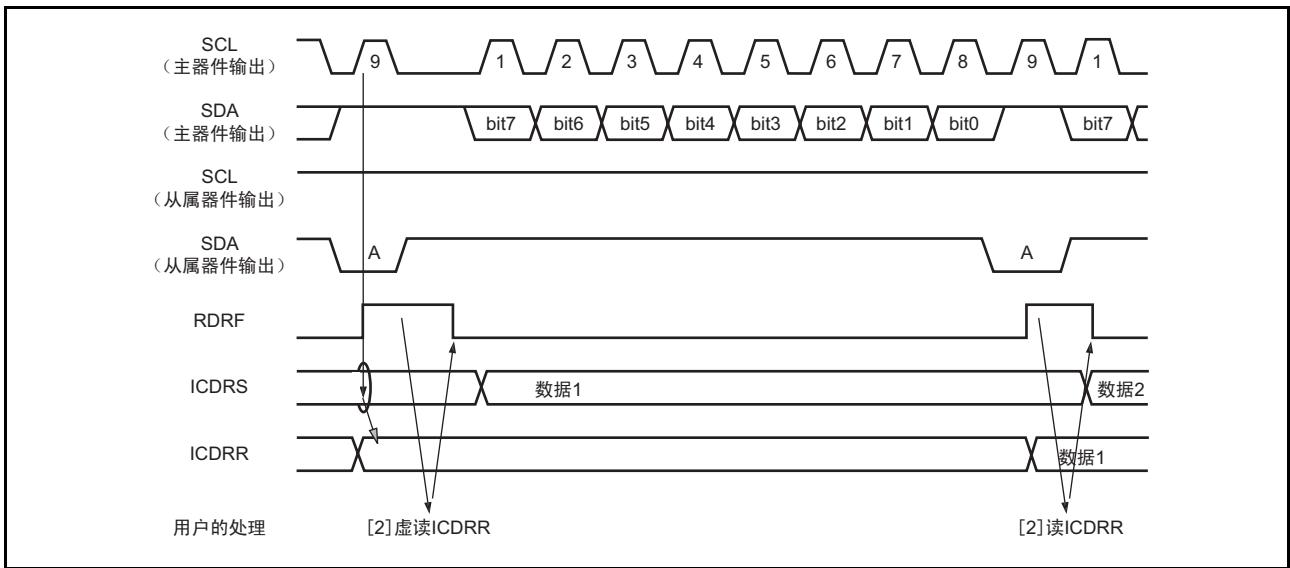 SCL
（主器件输出）
9 1 2 3 4 5 6 7 8 9 1
SDA
（主器件输出）
bit7 bit6 bit5 bit4 bit3 bit2 bit1 bit0 bit7
SCL
（从属器件输出）
SDA
（从属器件输出）
A A
RDRF
ICDRS
数据1 数据2
ICDRR
数据1
用户的处理 [2]虚读ICDRR [2]读ICDRR